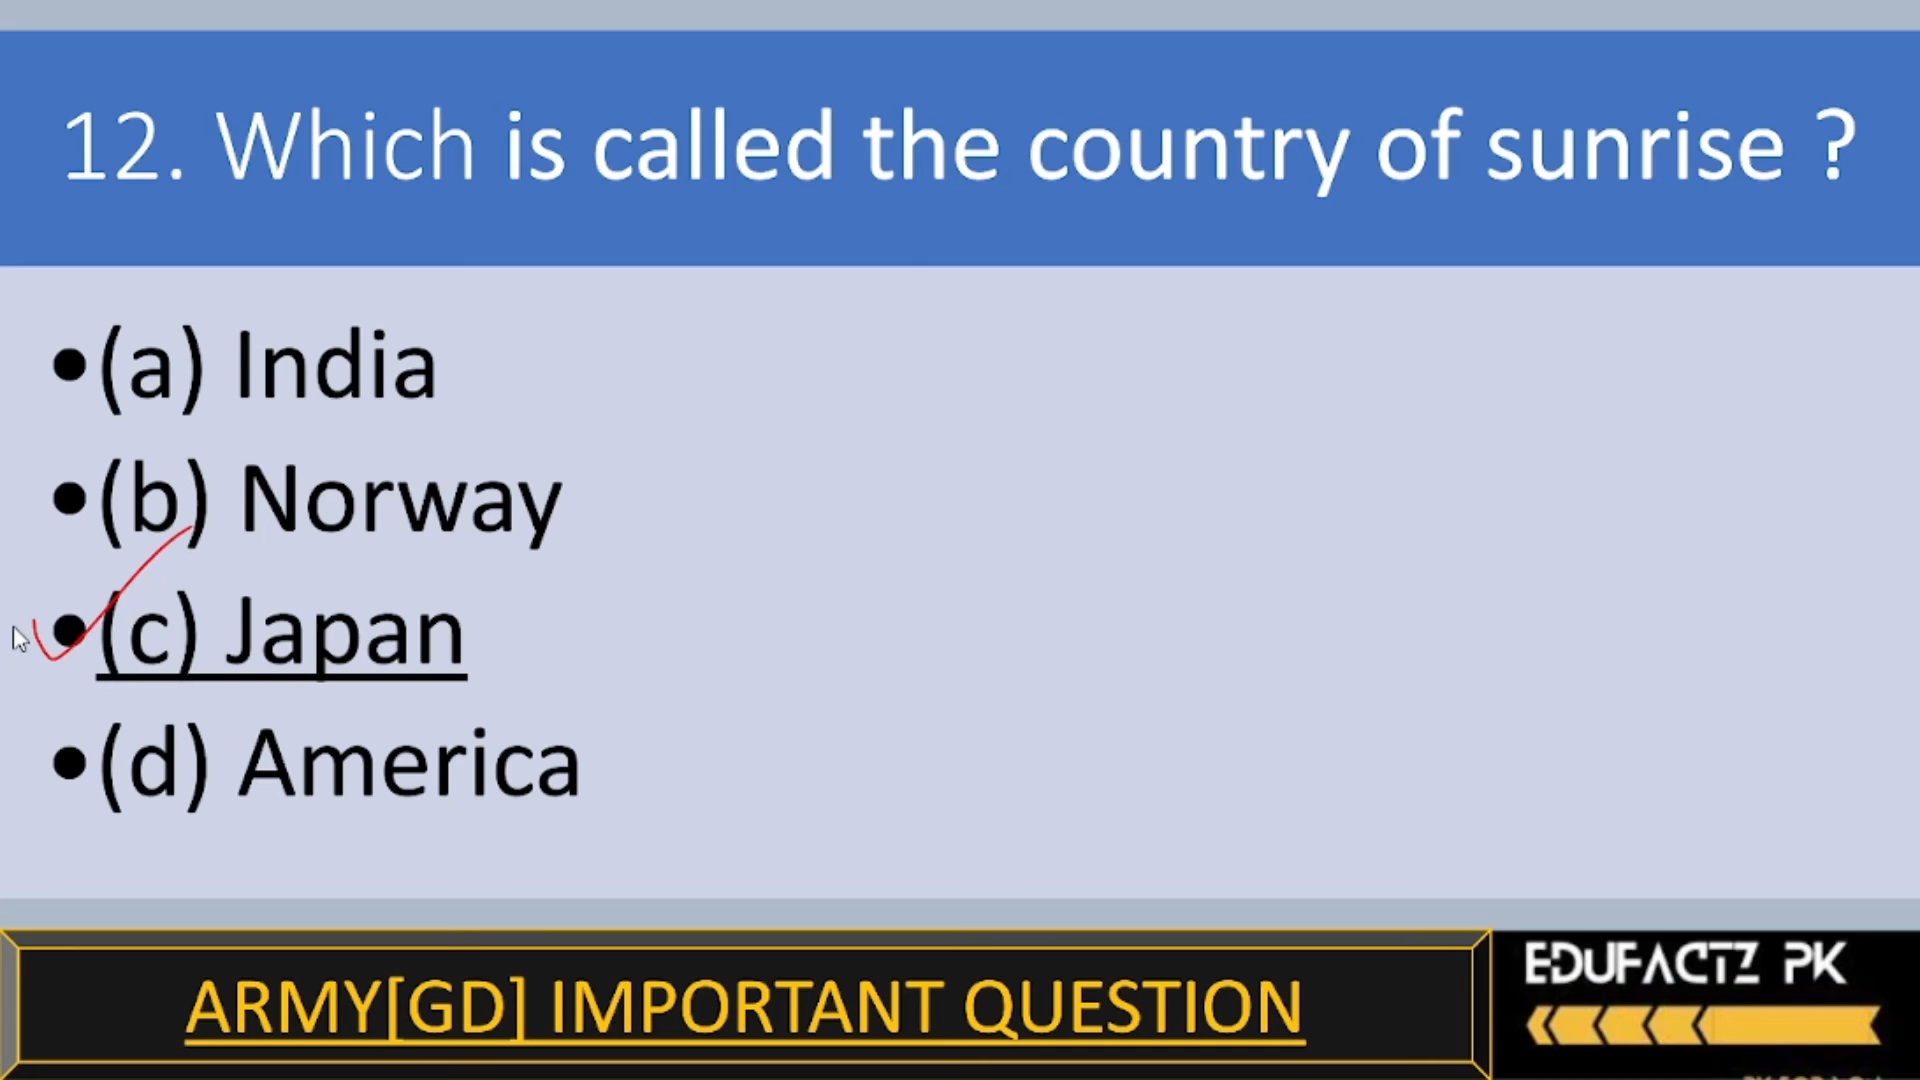 12. Which is called the country of sunrise ?
•(a) India
•(b) Norway
•(c) Japan
•(d) America
ARMY[GD] IMPORTANT QUESTION
EDUFACTZ PK